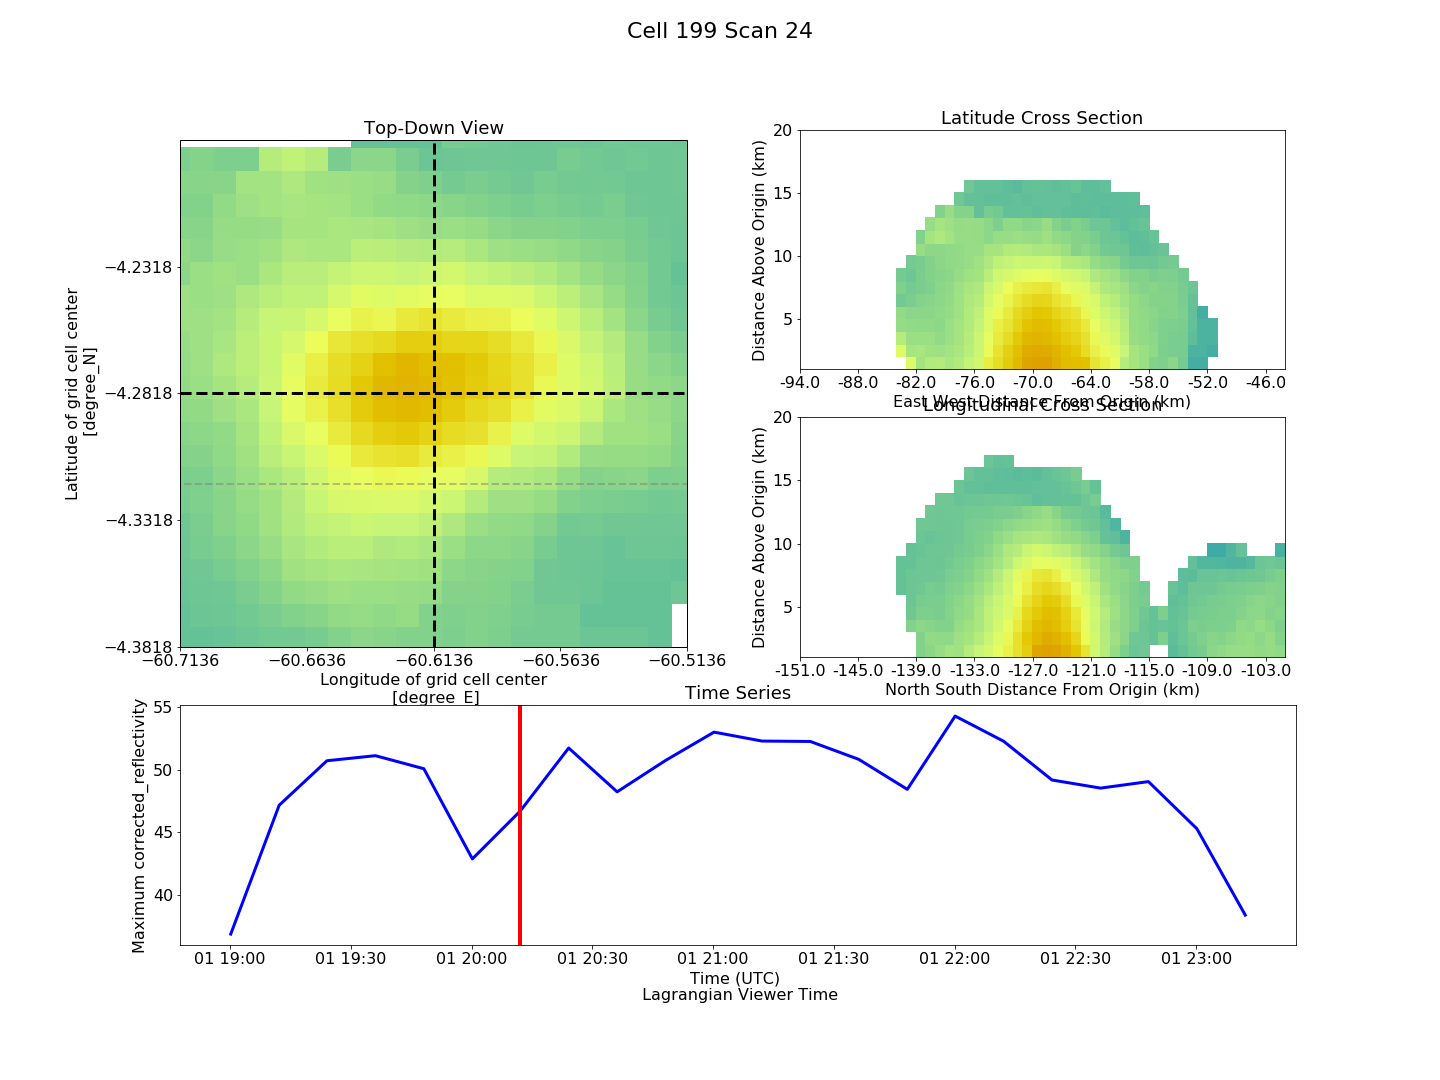 Cell 199 Scan 24
Top-Down View
−4.2318
−4.2818
−4.3318
−4.3818
Latitude of grid cell center
[degree_N]
−60.7136 −60.6636 −60.6136 −60.5636 −60.5136
Longitude of grid cell center
[degree_E]
Latitude Cross Section
20
15
10
5
Distance Above Origin (km)
-94.0 -88.0 -82.0 -76.0 -70.0 -64.0 -58.0 -52.0 -46.0
East West Distance From Origin (km)
Longitudinal Cross Section
20
15
10
5
Distance Above Origin (km)
-151.0 -145.0 -139.0 -133.0 -127.0 -121.0 -115.0 -109.0 -103.0
North South Distance From Origin (km)
Time Series
55
50
45
40
Maximum corrected_reflectivity
01 19:00 01 19:30 01 20:00 01 20:30 01 21:00 01 21:30 01 22:00 01 22:30 01 23:00
Time (UTC)
Lagrangian Viewer Time